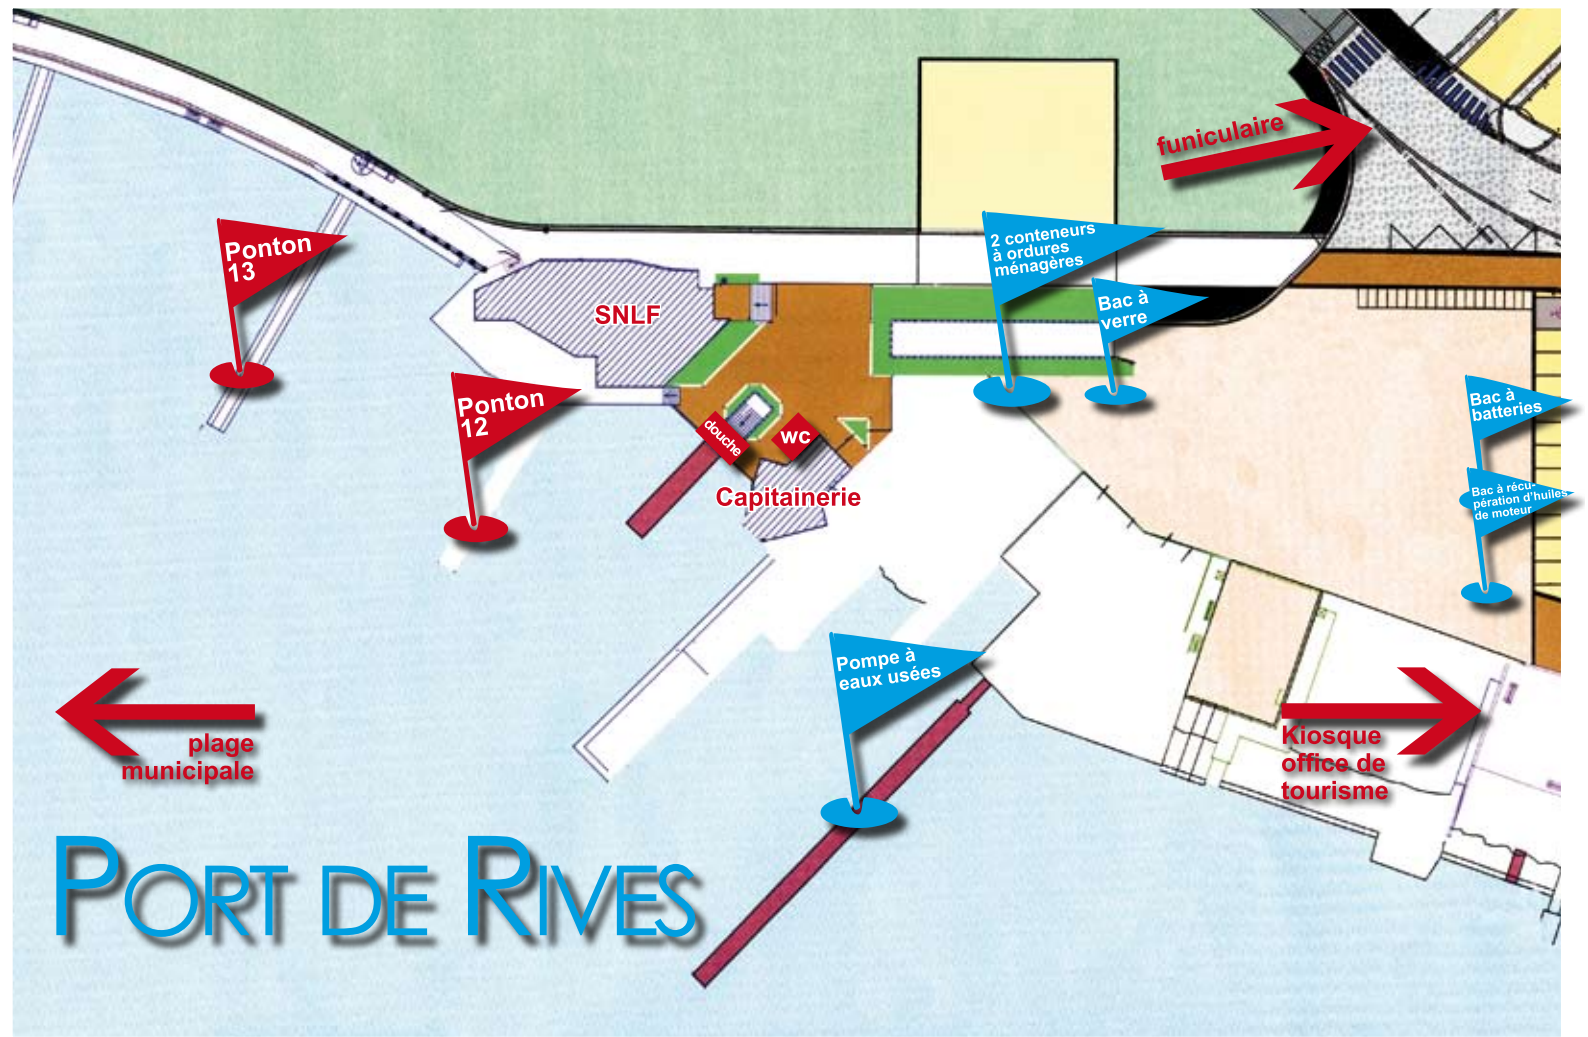 funiculaire
Ponton
13
2 conteneurs
à ordures
ménagères
Bac à
verre
SNLF
Ponton
12
Bac à
batteries
douche
wc
Capitainerie
Bac à récu-
pération d'huiles
de moteur
Pompe à
eaux usées
plage
municipale
Kiosque
office de
tourisme
PORT DE RIVES